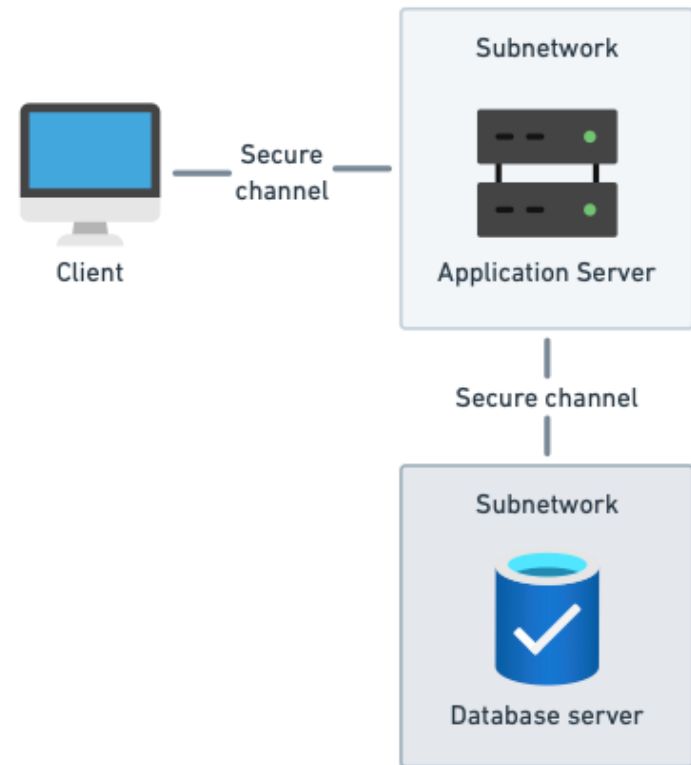 Subnetwork
Secure
channel
Client
Application Server
Secure channel
Subnetwork
Database server